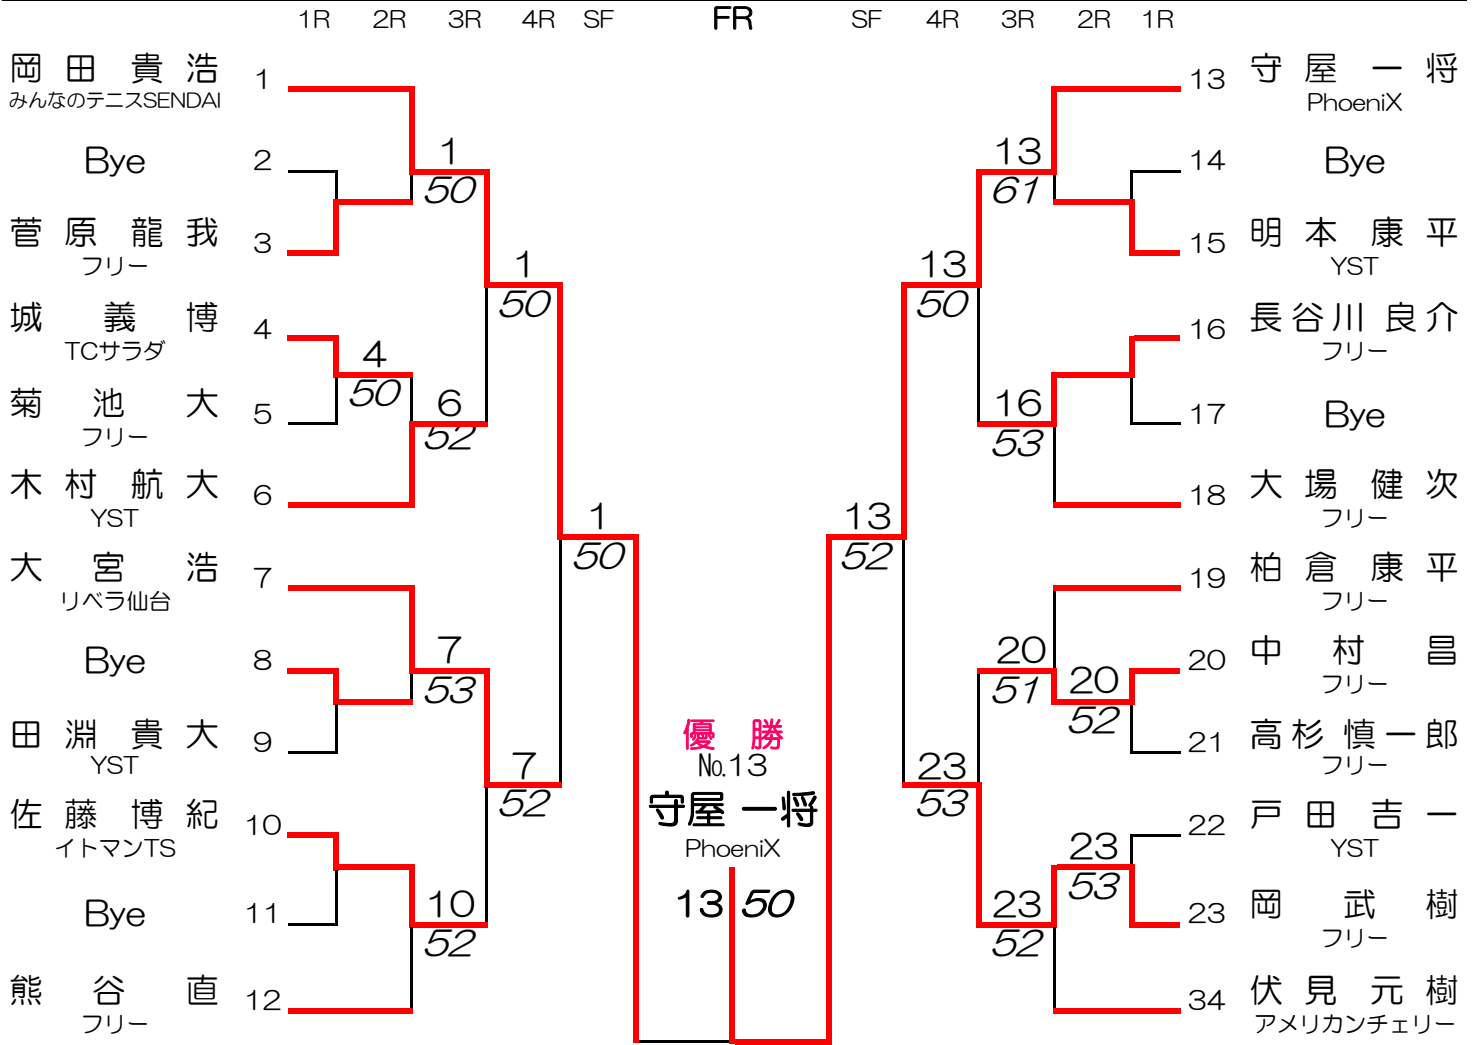 1R 2R 3R 4R SF FR SF 4R 3R 2R 1R
岡田貴浩 1
みんなのテニスSENDAI
Bye 2
菅原龍我 3
フリー
城義博 4
TCサラダ
菊池大 5
フリー
木村航大 6
YST
大宮浩 7
リベラ仙台
Bye 8
田淵貴大 9
YST
佐藤博紀 10
イトマンTS
Bye 11
熊谷直 12
フリー
4
50
1
50
6
52
7
53
10
52
1
50
7
52
1
50
優勝
№13
守屋 一将
PhoeniX
13 50
13
52
13
50
23
53
13
61
16
53
20
51
23
52
20
52
23
53
13 守屋一将
PhoeniX
14 Bye
15 明本康平
YST
16 長谷川良介
フリー
17 Bye
18 大場健次
フリー
19 柏倉康平
フリー
20 中村昌
フリー
21 高杉慎一郎
フリー
22 戸田吉一
YST
23 岡武樹
フリー
34 伏見元樹
アメリカンチェリー